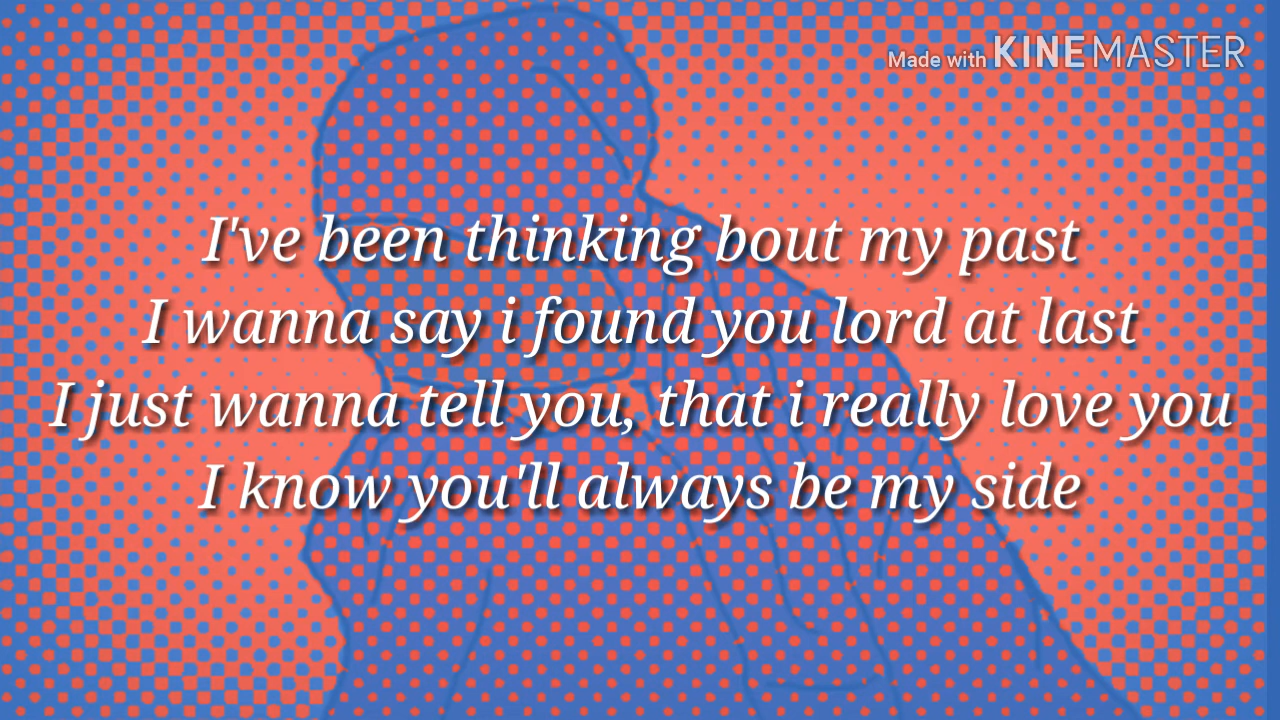 Made with KINEMASTER
I've been thinking bout my past
I wanna say i found you lord at last
I just wanna tell you, that i really love you
I know you'll always be my side